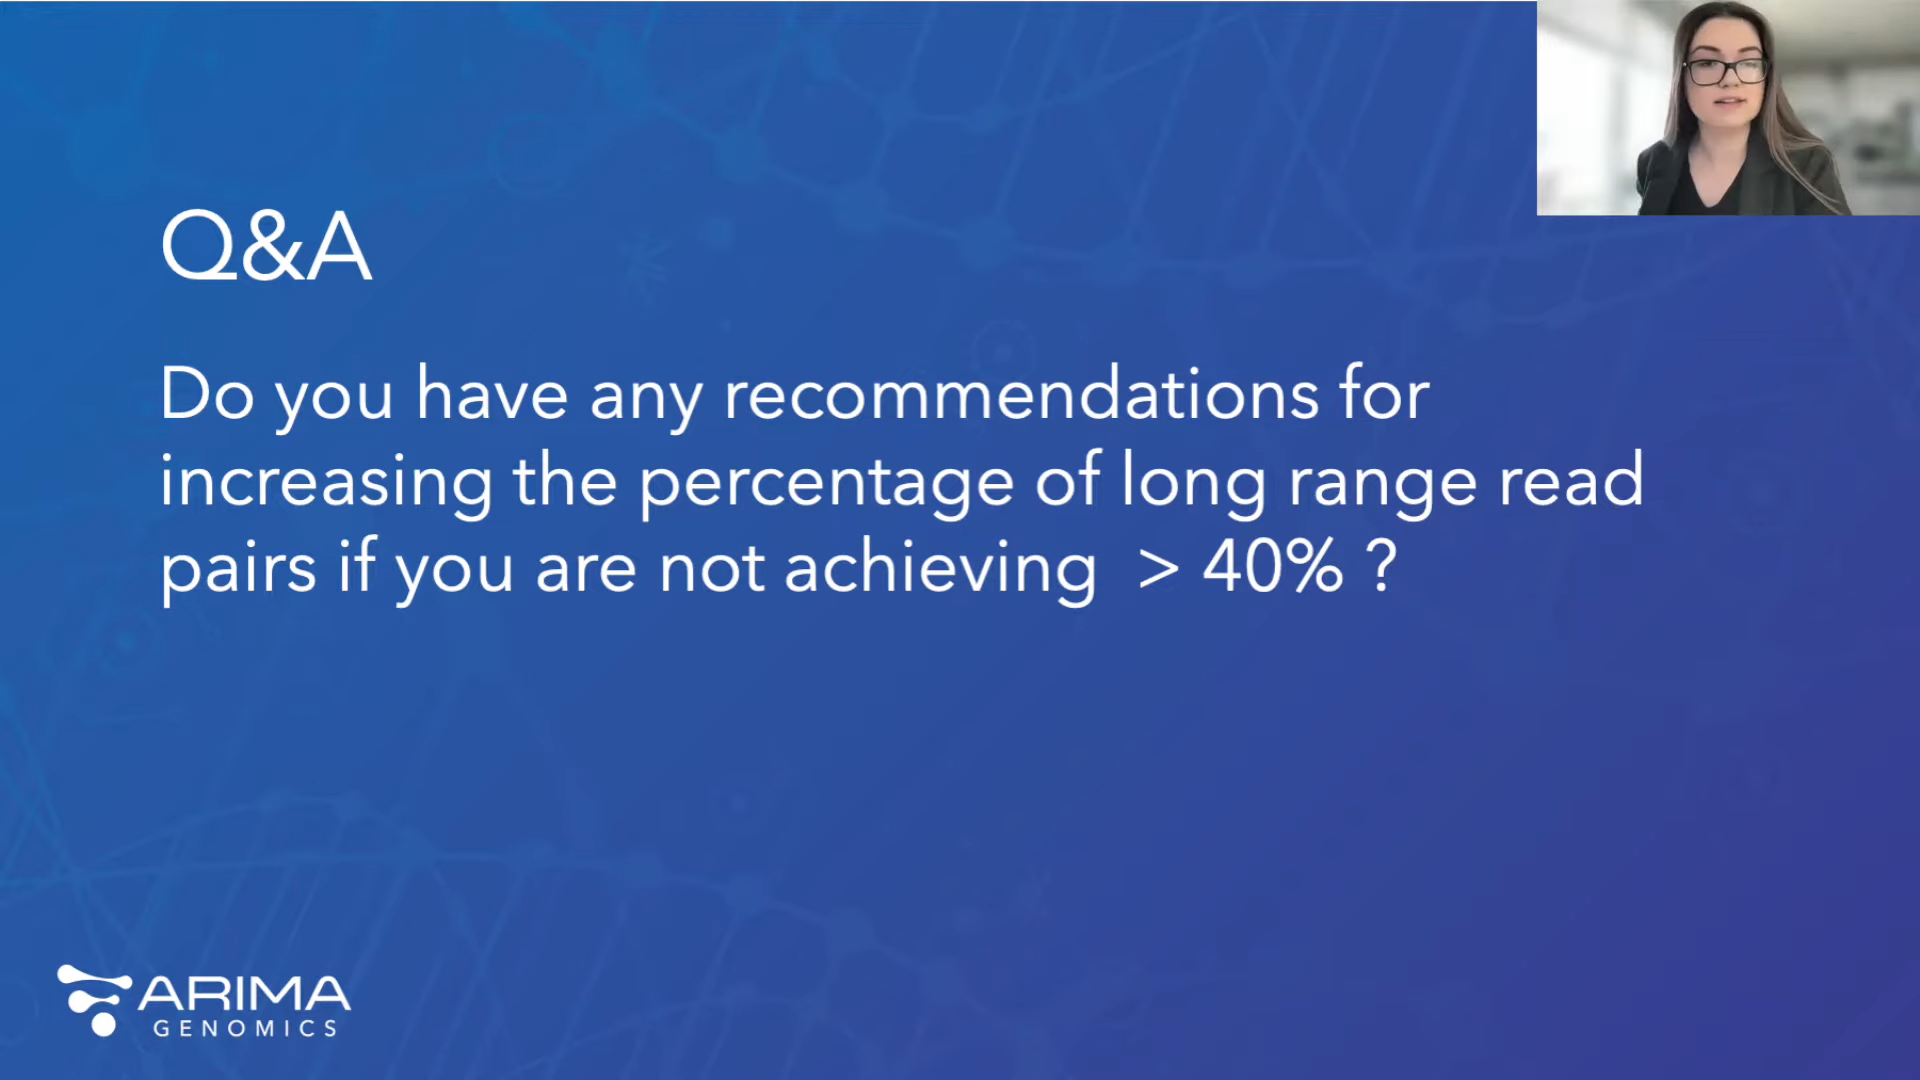 Q&A
Do you have any recommendations for
increasing the percentage of long range read
pairs if you are not achieving  > 40% ?
ARIMA
GENOMICS